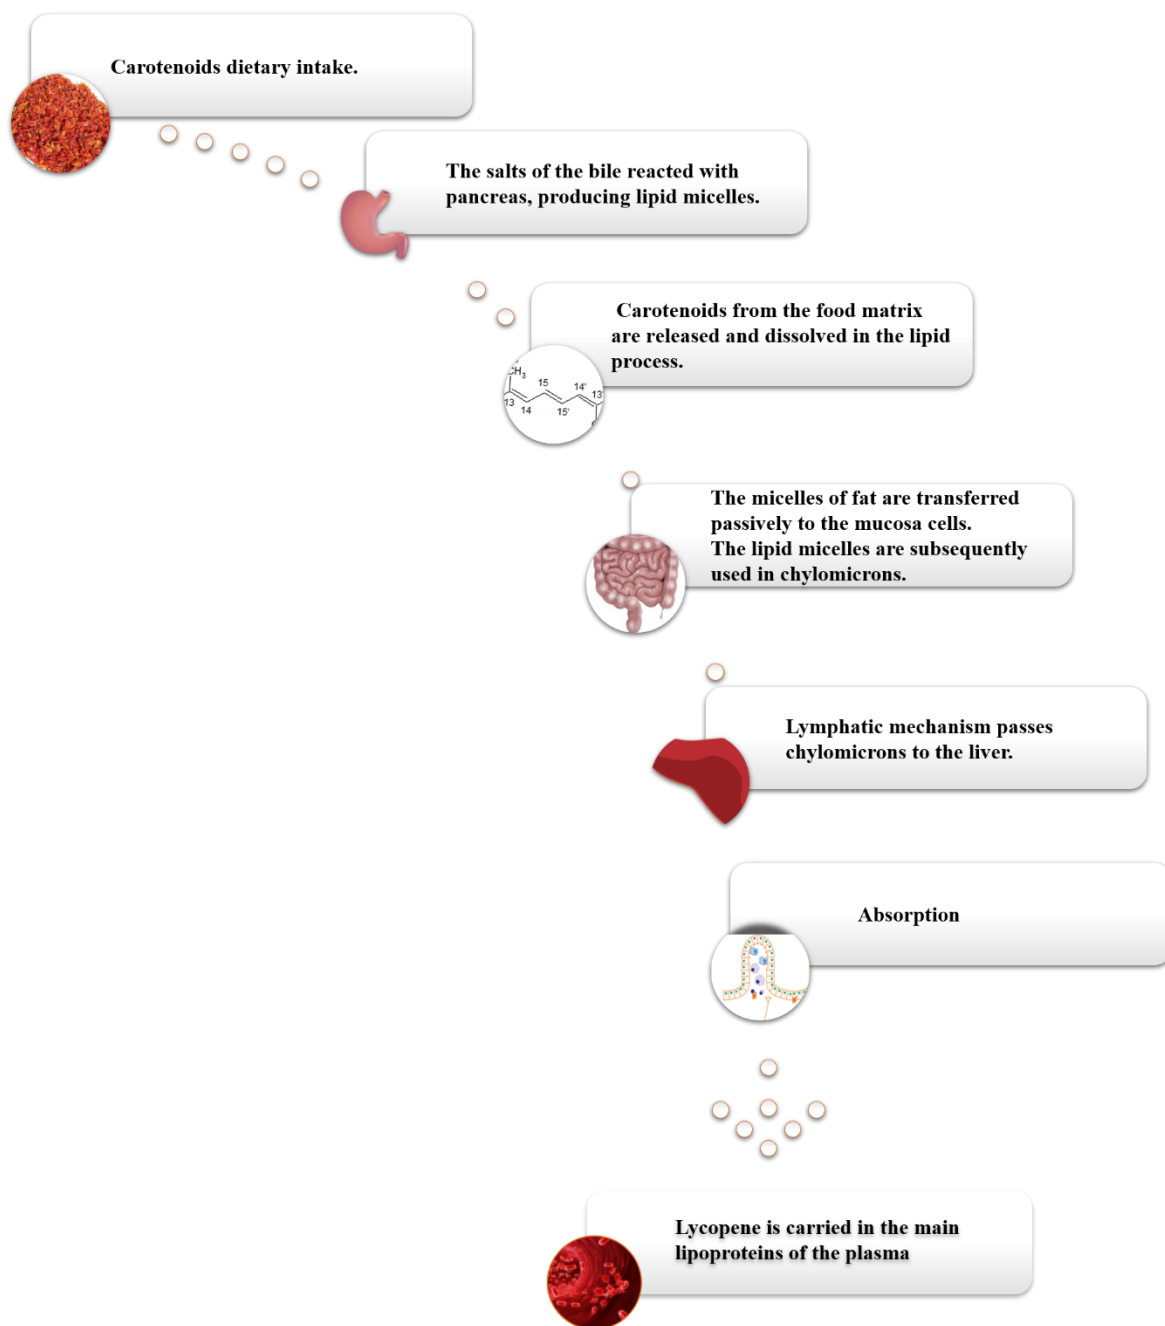 Carotenoids dietary intake.
The salts of the bile reacted with
pancreas, producing lipid micelles.
Carotenoids from the food matrix
are released and dissolved in the lipid
process.
CH3
15
14'
13'
13
14
15'
The micelles of fat are transferred
passively to the mucosa cells.
The lipid micelles are subsequently
used in chylomicrons.
Lymphatic mechanism passes
chylomicrons to the liver.
Absorption
Lycopene is carried in the main
lipoproteins of the plasma